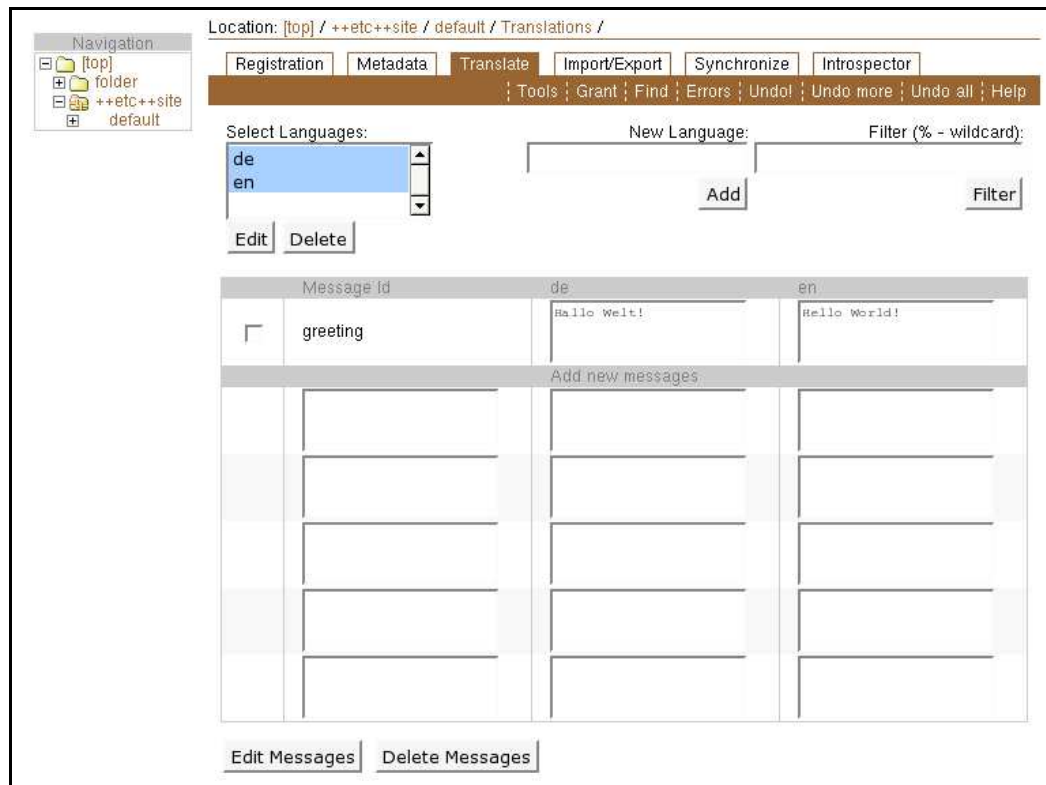 Location: [top] / ++etc++site / default / Translations /
Navigation
[top]
folder
++etc++site
default
Registration Metadata Translate Import/Export Synchronize Introspector
Tools Grant Find Errors Undo! Undo more Undo all Help
Select Languages: New Language: Filter (% - wildcard):
de
en
Add Filter
Edit Delete
Message Id de en
greeting Hallo Welt! Hello World!
Add new messages
Edit Messages Delete Messages